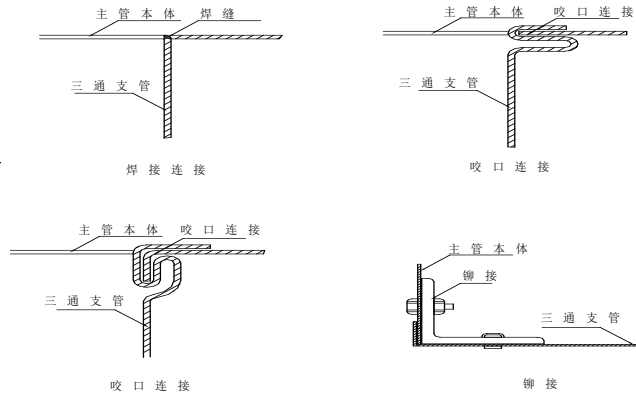 主管本体
焊缝
三通支管
焊接连接
主管本体
咬口连接
三通支管
咬口连接
主管本体
咬口连接
三通支管
咬口连接
主管本体
铆接
三通支管
铆接